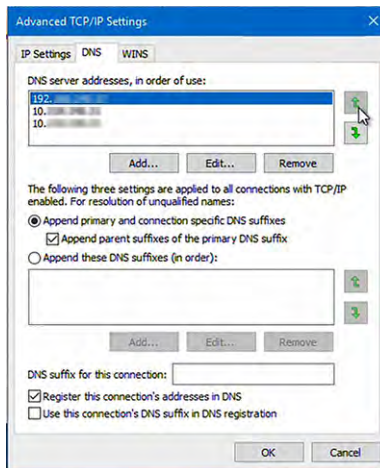 Advanced TCP/IP Settings
IP Settings DNS WINS
DNS server addresses, in order of use:
192.
10.
10.
Add... Edit... Remove
The following three settings are applied to all connections with TCP/IP
enabled. For resolution of unqualified names:
Append primary and connection specific DNS suffixes
Append parent suffixes of the primary DNS suffix
Append these DNS suffixes (in order):
Add... Edit... Remove
DNS suffix for this connection:
Register this connection's addresses in DNS
Use this connection's DNS suffix in DNS registration
OK Cancel